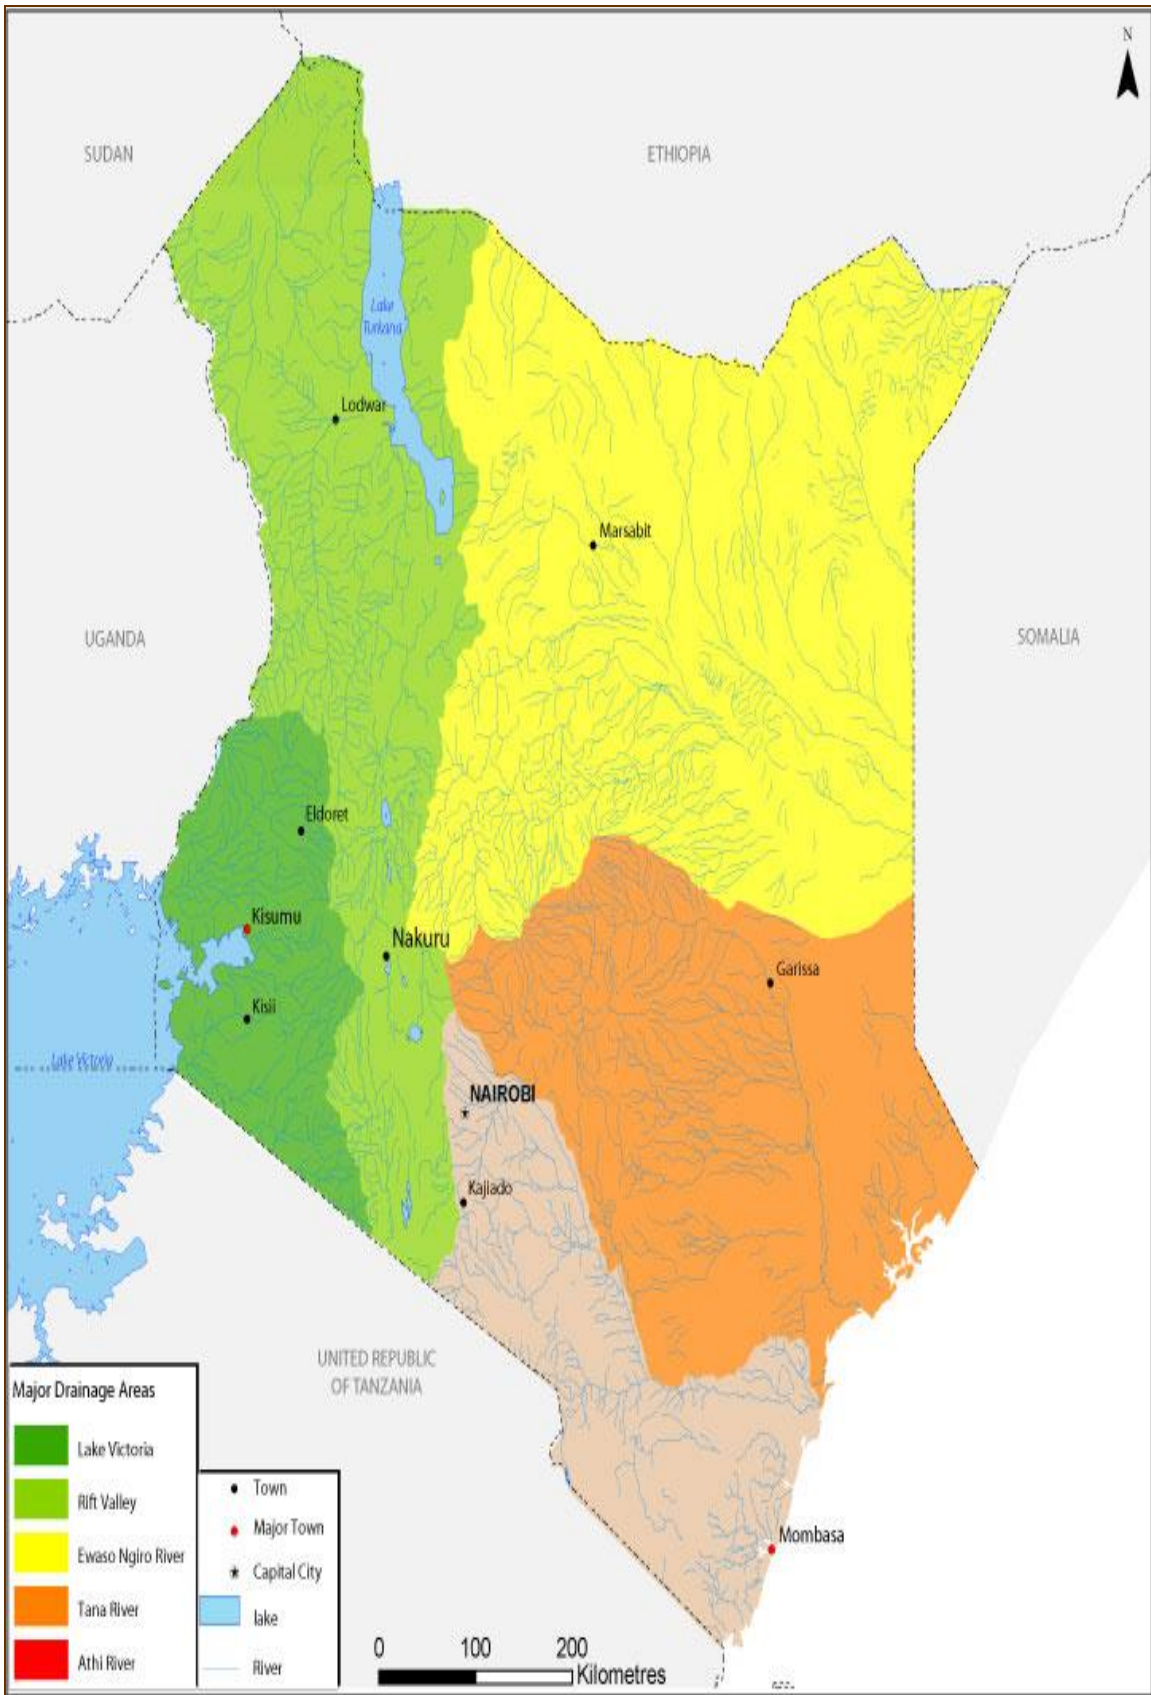 N
SUDAN
ETHIOPIA
Lake
Turkana
Lodwar
Marsabit
UGANDA
SOMALIA
Eldoret
Kisumu
Nakuru
Garissa
Kisii
Lake Victoria
NAIROBI
Kajiado
UNITED REPUBLIC
OF TANZANIA
Mombasa
Major Drainage Areas
Lake Victoria
Rift Valley
Ewaso Ngiro River
Tana River
Athi River
Town
Major Town
Capital City
lake
River
0 100 200
Kilometres